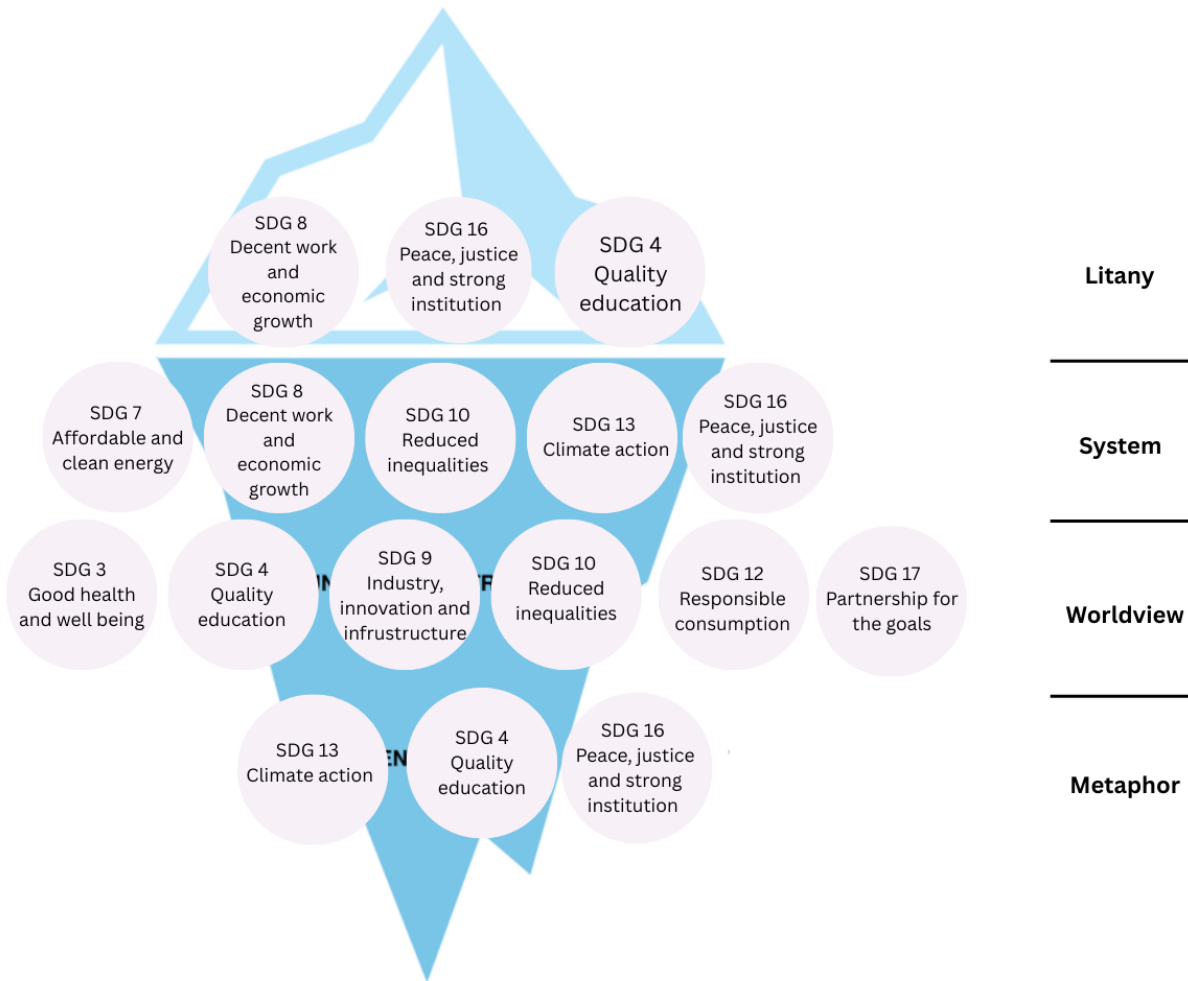 SDG 8
Decent work
and
economic
growth
SDG 16
Peace, justice
and strong
institution
SDG 4
Quality
education
Litany
SDG 7
Affordable and
clean energy
SDG 8
Decent work
and
economic
growth
SDG 10
Reduced
inequalities
SDG 13
Climate action
SDG 16
Peace, justice
and strong
institution
System
SDG 3
Good health
and well being
SDG 4
Quality
education
SDG 9
Industry,
innovation and
infrustructure
SDG 10
Reduced
inequalities
SDG 12
Responsible
consumption
SDG 17
Partnership for
the goals
Worldview
SDG 13
Climate action
SDG 4
Quality
education
SDG 16
Peace, justice
and strong
institution
Metaphor